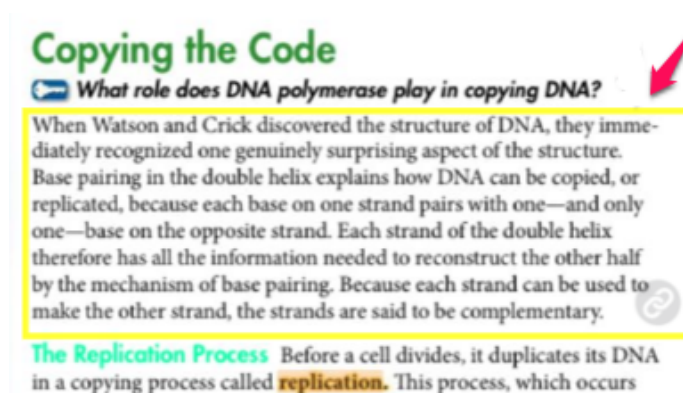 Copying the Code
What role does DNA polymerase play in copying DNA?
When Watson and Crick discovered the structure of DNA, they imme-
diately recognized one genuinely surprising aspect of the structure.
Base pairing in the double helix explains how DNA can be copied, or
replicated, because each base on one strand pairs with one—and only
one—base on the opposite strand. Each strand of the double helix
therefore has all the information needed to reconstruct the other half
by the mechanism of base pairing. Because each strand can be used to
make the other strand, the strands are said to be complementary.
The Replication Process Before a cell divides, it duplicates its DNA
in a copying process called replication. This process, which occurs